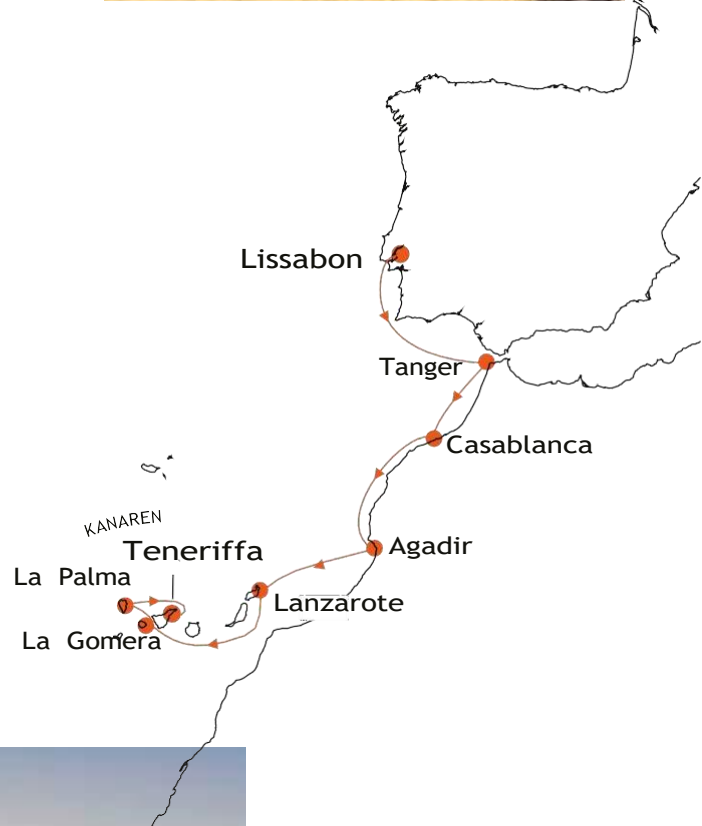 Lissabon
Tanger
Casablanca
KANAREN
Teneriffa
Agadir
La Palma
Lanzarote
La Gomera